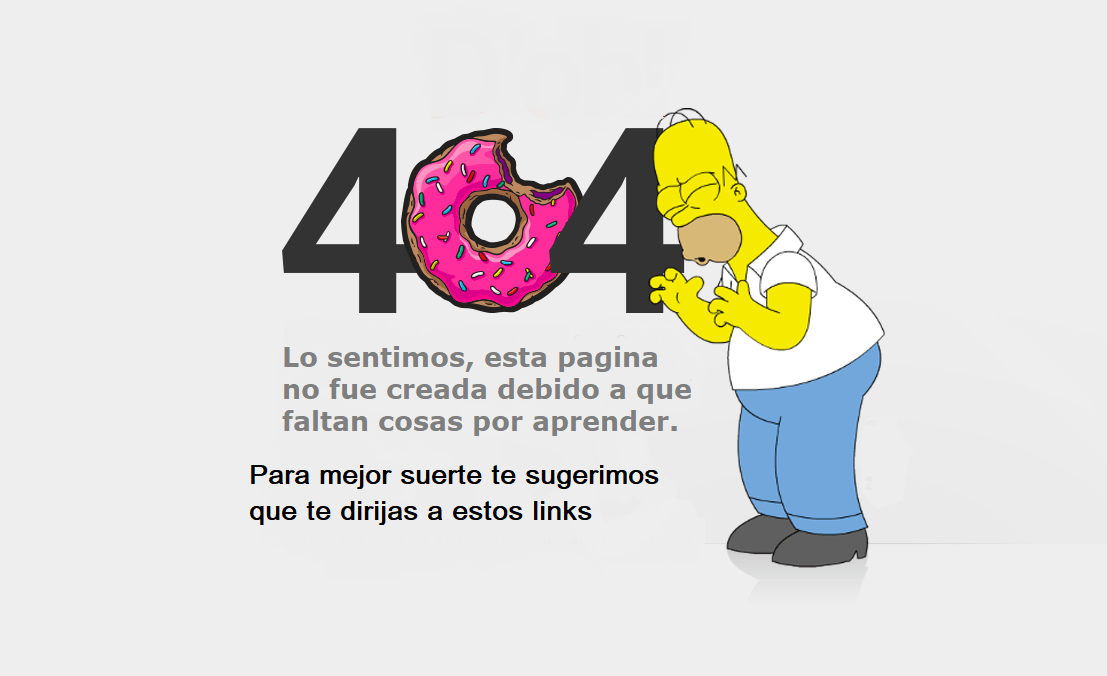 404
Lo sentimos, esta pagina
no fue creada debido a que
faltan cosas por aprender.
Para mejor suerte te sugerimos
que te dirijas a estos links